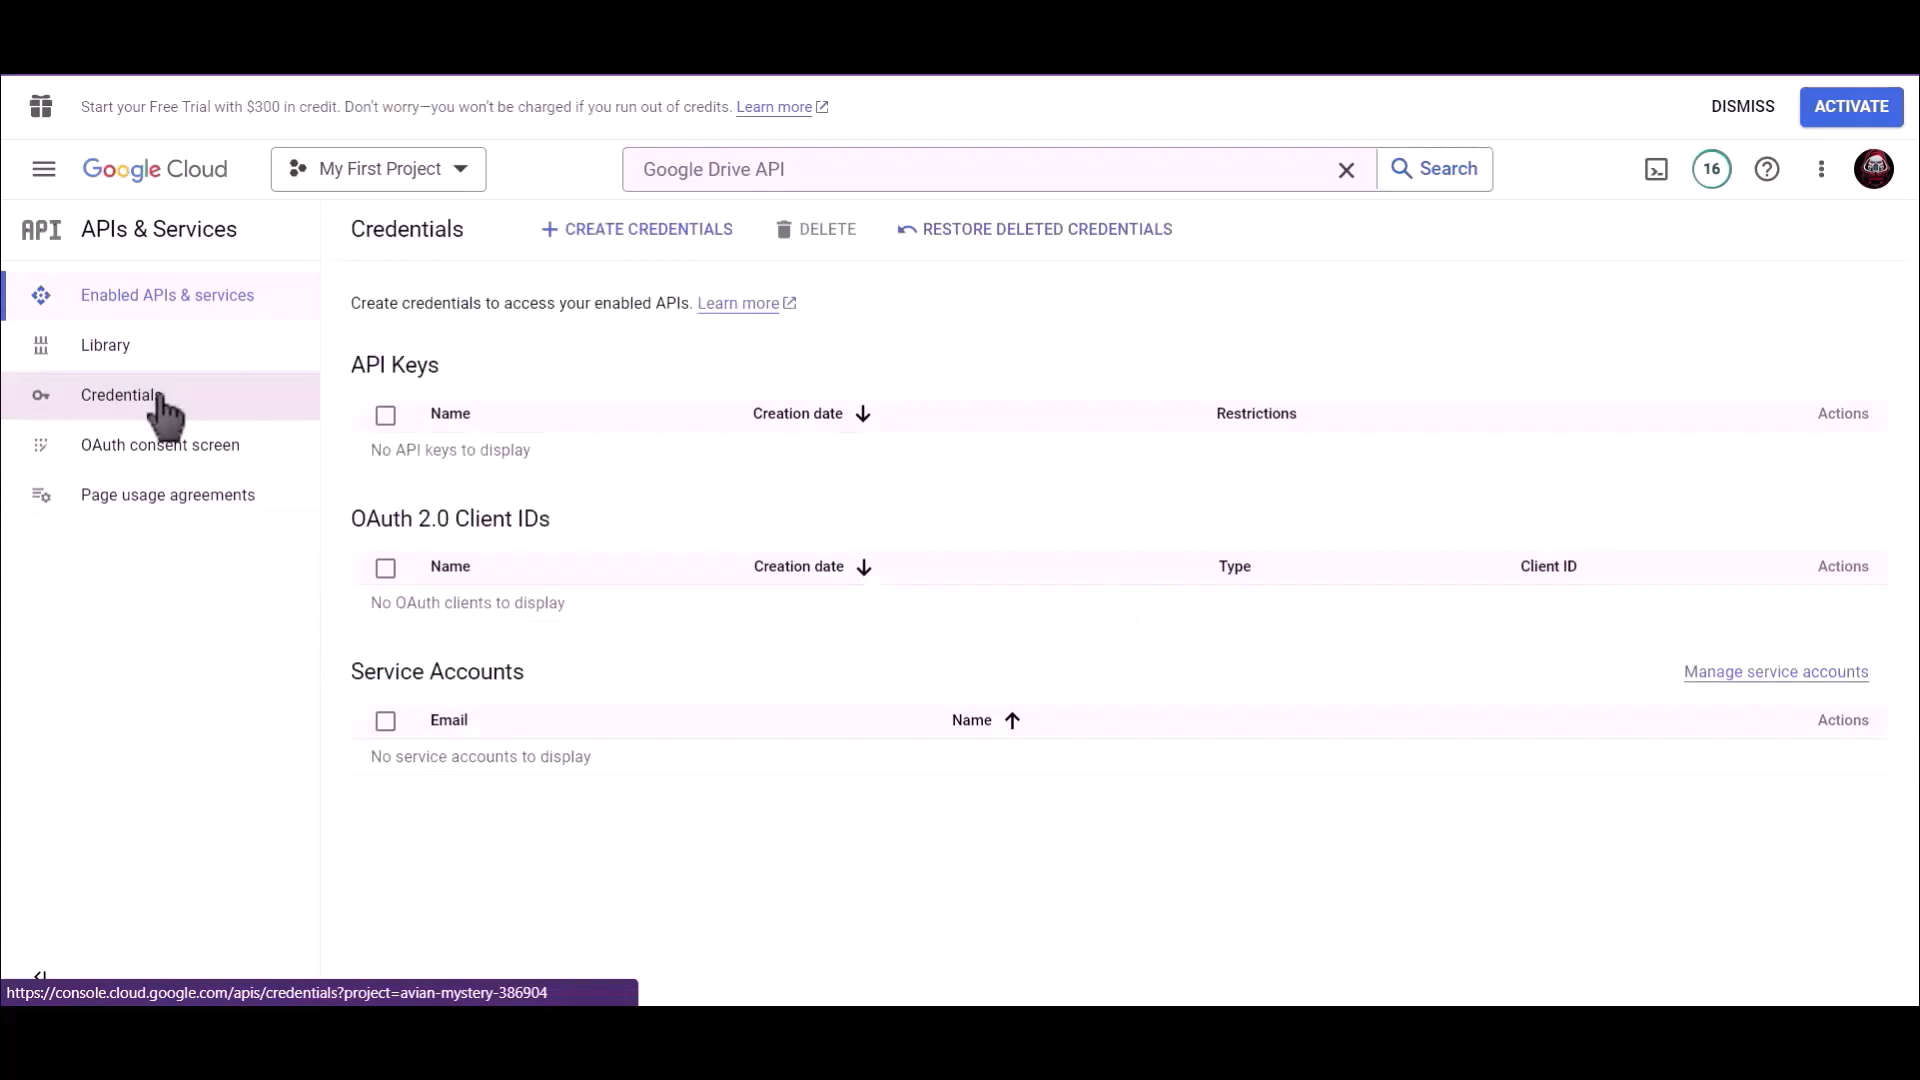 Start your Free Trial with $300 in credit. Don't worry—you won't be charged if you run out of credits. Learn more
DISMISS
ACTIVATE
Google Cloud
My First Project
Google Drive API
Search
16
API APIs & Services
Credentials
CREATE CREDENTIALS
DELETE
RESTORE DELETED CREDENTIALS
Enabled APIs & services
Library
Credentials
OAuth consent screen
Page usage agreements
Create credentials to access your enabled APIs. Learn more
API Keys
Name Creation date Restrictions Actions
No API keys to display
OAuth 2.0 Client IDs
Name Creation date Type Client ID Actions
No OAuth clients to display
Service Accounts
Manage service accounts
Email Name Actions
No service accounts to display
https://console.cloud.google.com/apis/credentials?project=avian-mystery-386904